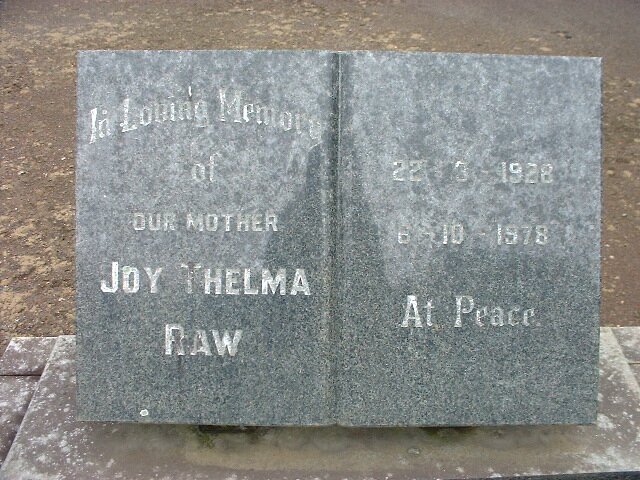 In Loving Memory
of
OUR MOTHER
JOY THELMA
RAW
22 - 3 - 1928
6 - 10 - 1978
At Peace.